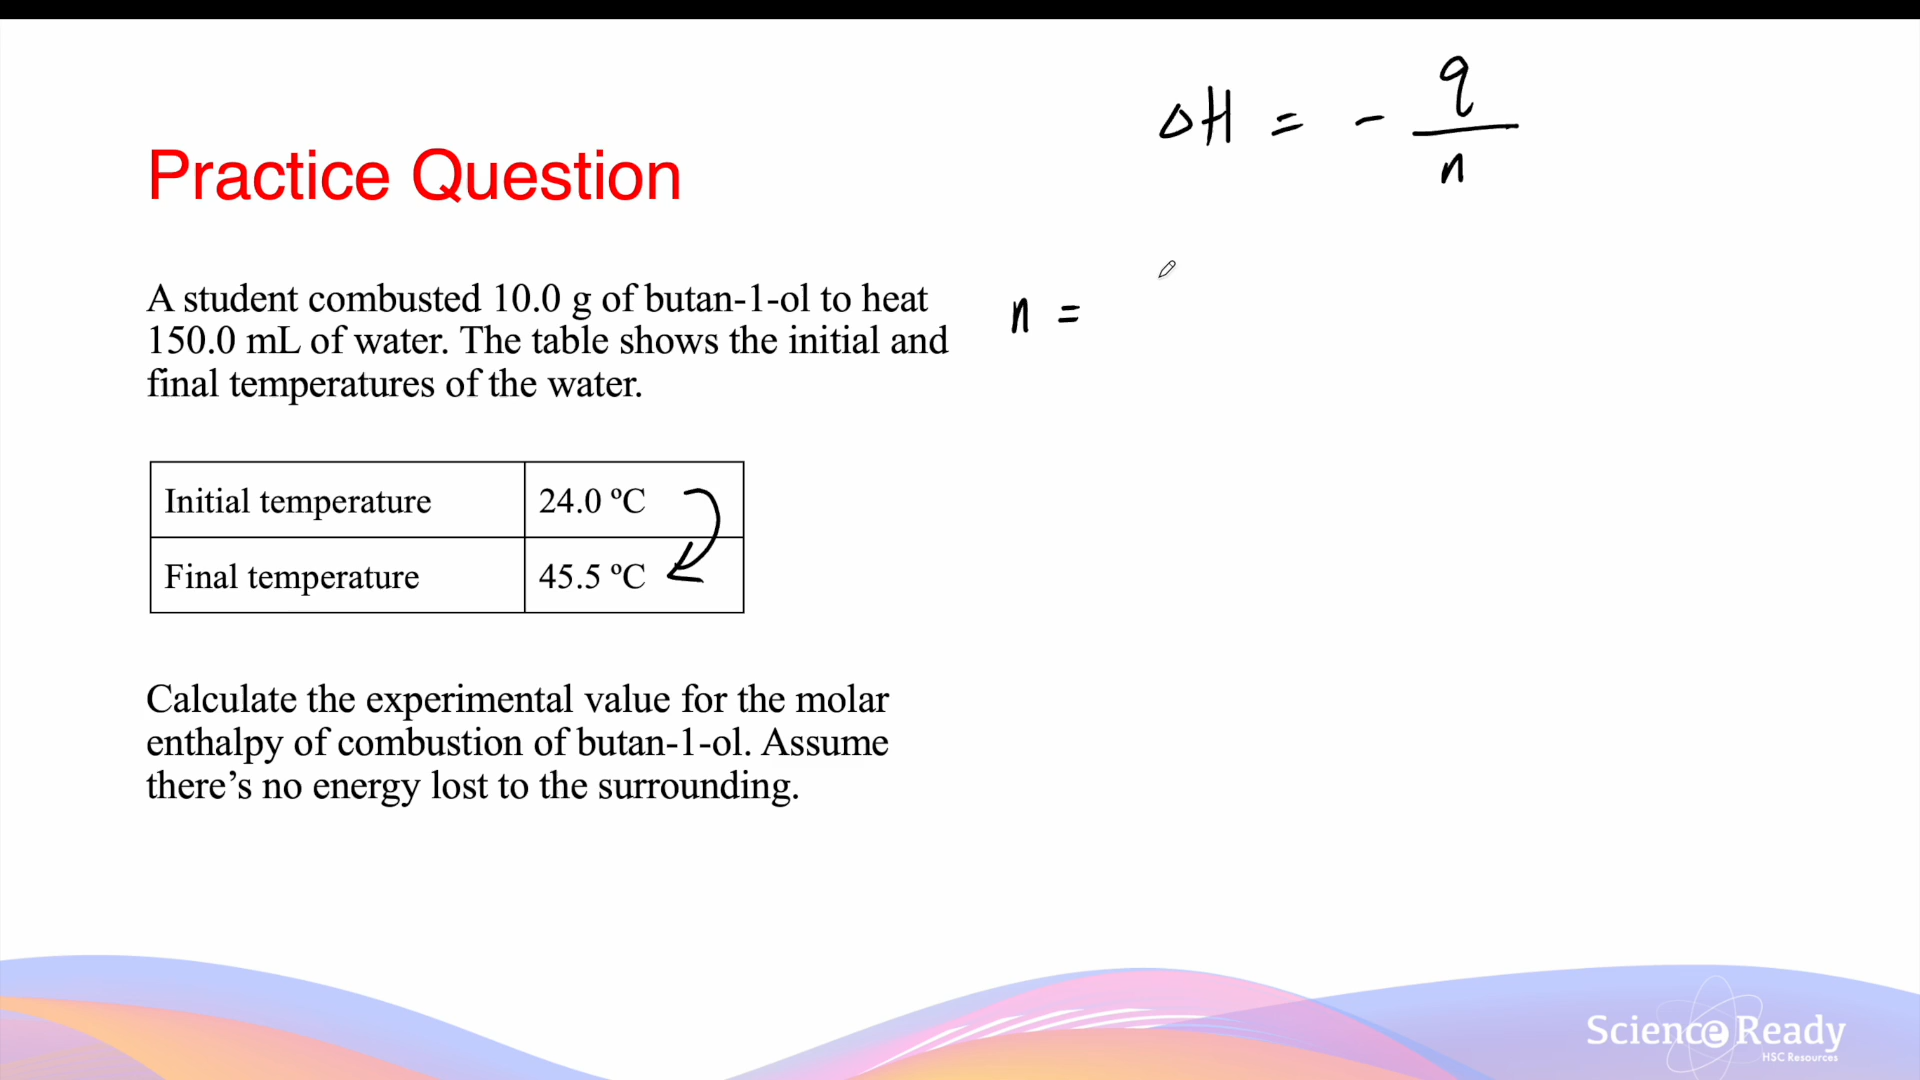 Practice Question
ΔH = - q
n
A student combusted 10.0 g of butan-1-ol to heat
150.0 mL of water. The table shows the initial and
final temperatures of the water.
n =
Initial temperature 24.0 ºC
Final temperature 45.5 ºC
Calculate the experimental value for the molar
enthalpy of combustion of butan-1-ol. Assume
there’s no energy lost to the surrounding.
Science Ready
HSC Resources